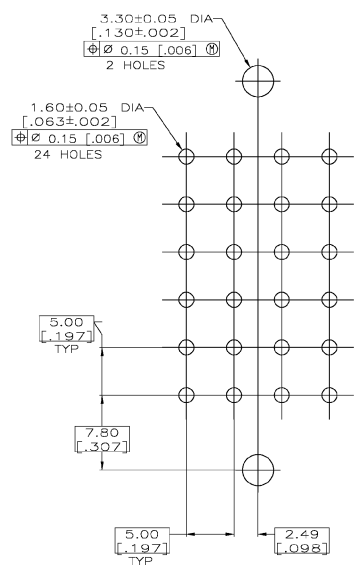 3.30±0.05 DIA
[.130±.002]
⌖ ⌀ 0.15 [.006] Ⓜ
2 HOLES
1.60±0.05 DIA
[.063±.002]
⌖ ⌀ 0.15 [.006] Ⓜ
24 HOLES
5.00
[.197]
TYP
7.80
[.307]
5.00
[.197]
TYP
2.49
[.098]